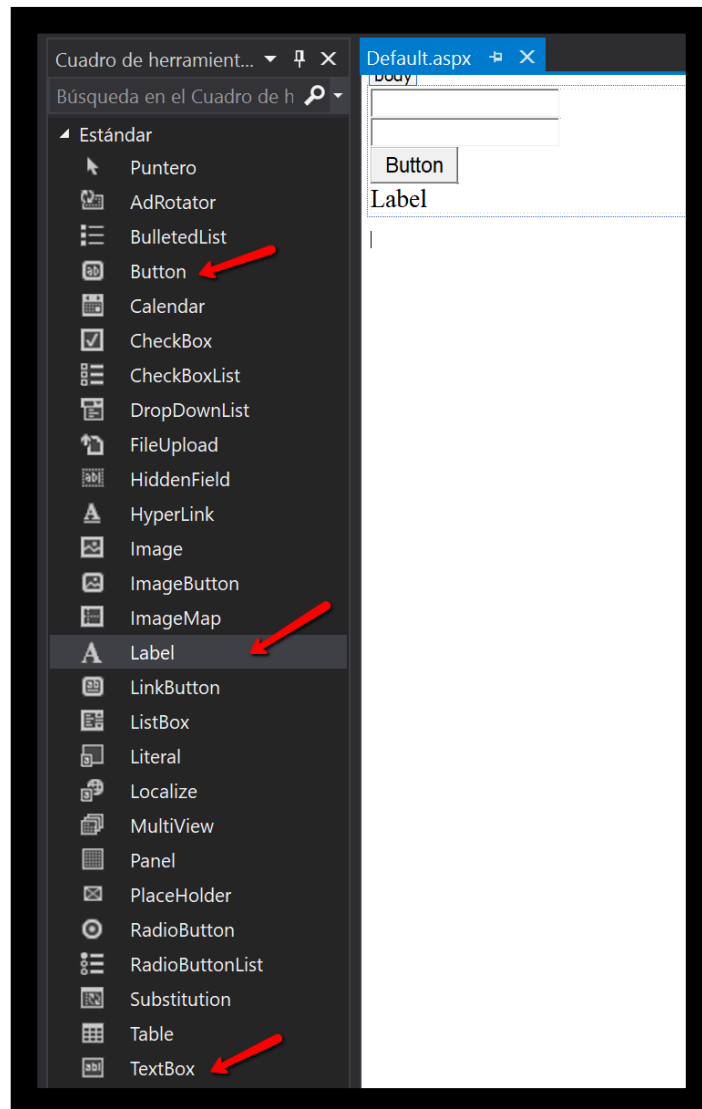 Cuadro de herramient...
Búsqueda en el Cuadro de h
Estándar
Puntero
AdRotator
BulletedList
Button
Calendar
CheckBox
CheckBoxList
DropDownList
FileUpload
HiddenField
HyperLink
Image
ImageButton
ImageMap
Label
LinkButton
ListBox
Literal
Localize
MultiView
Panel
PlaceHolder
RadioButton
RadioButtonList
Substitution
Table
TextBox
Default.aspx
body
Button
Label